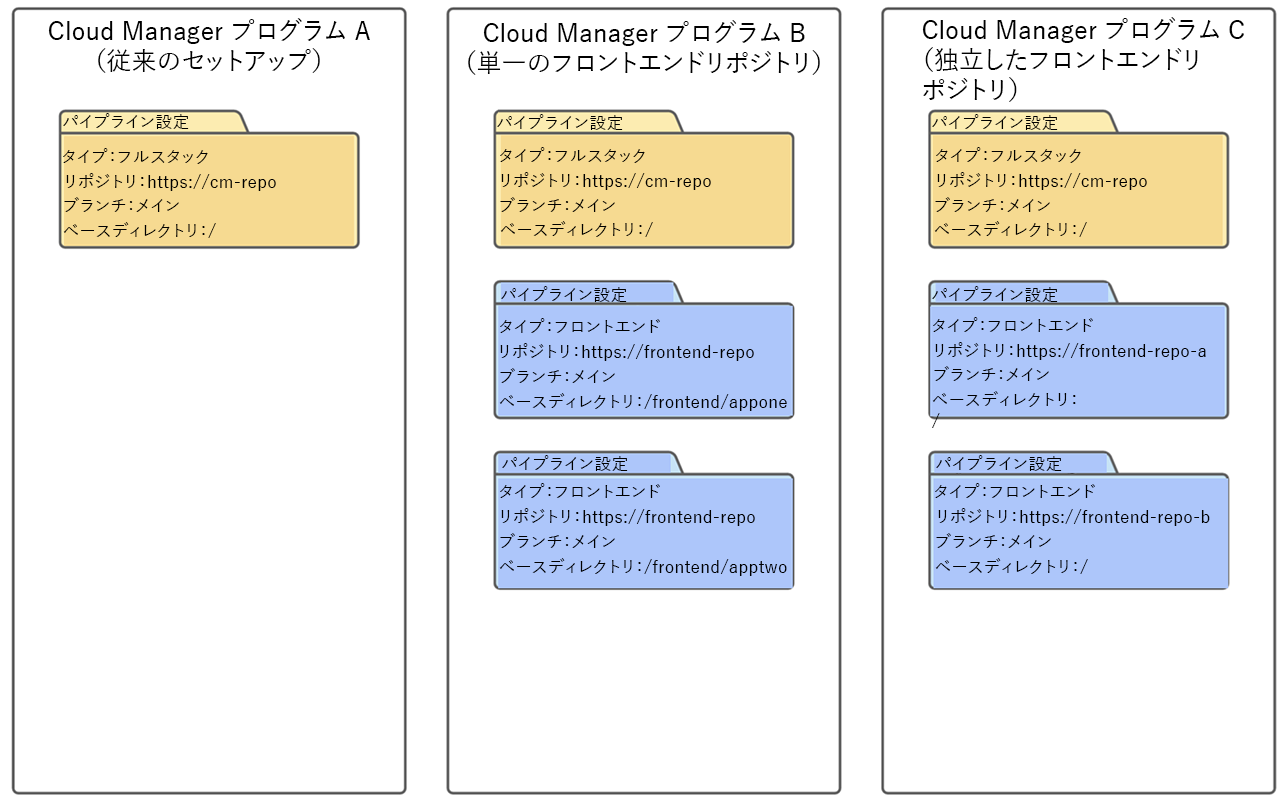 Cloud Manager プログラム A
（従来のセットアップ）
パイプライン設定
タイプ：フルスタック
リポジトリ：https://cm-repo
ブランチ：メイン
ベースディレクトリ：/
Cloud Manager プログラム B
（単一のフロントエンドリポジトリ）
パイプライン設定
タイプ：フルスタック
リポジトリ：https://cm-repo
ブランチ：メイン
ベースディレクトリ：/
パイプライン設定
タイプ：フロントエンド
リポジトリ：https://frontend-repo
ブランチ：メイン
ベースディレクトリ：/frontend/appone
パイプライン設定
タイプ：フロントエンド
リポジトリ：https://frontend-repo
ブランチ：メイン
ベースディレクトリ：/frontend/apptwo
Cloud Manager プログラム C
（独立したフロントエンドリ
ポジトリ）
パイプライン設定
タイプ：フルスタック
リポジトリ：https://cm-repo
ブランチ：メイン
ベースディレクトリ：/
パイプライン設定
タイプ：フロントエンド
リポジトリ：https://frontend-repo-a
ブランチ：メイン
ベースディレクトリ：
/
パイプライン設定
タイプ：フロントエンド
リポジトリ：https://frontend-repo-b
ブランチ：メイン
ベースディレクトリ：/